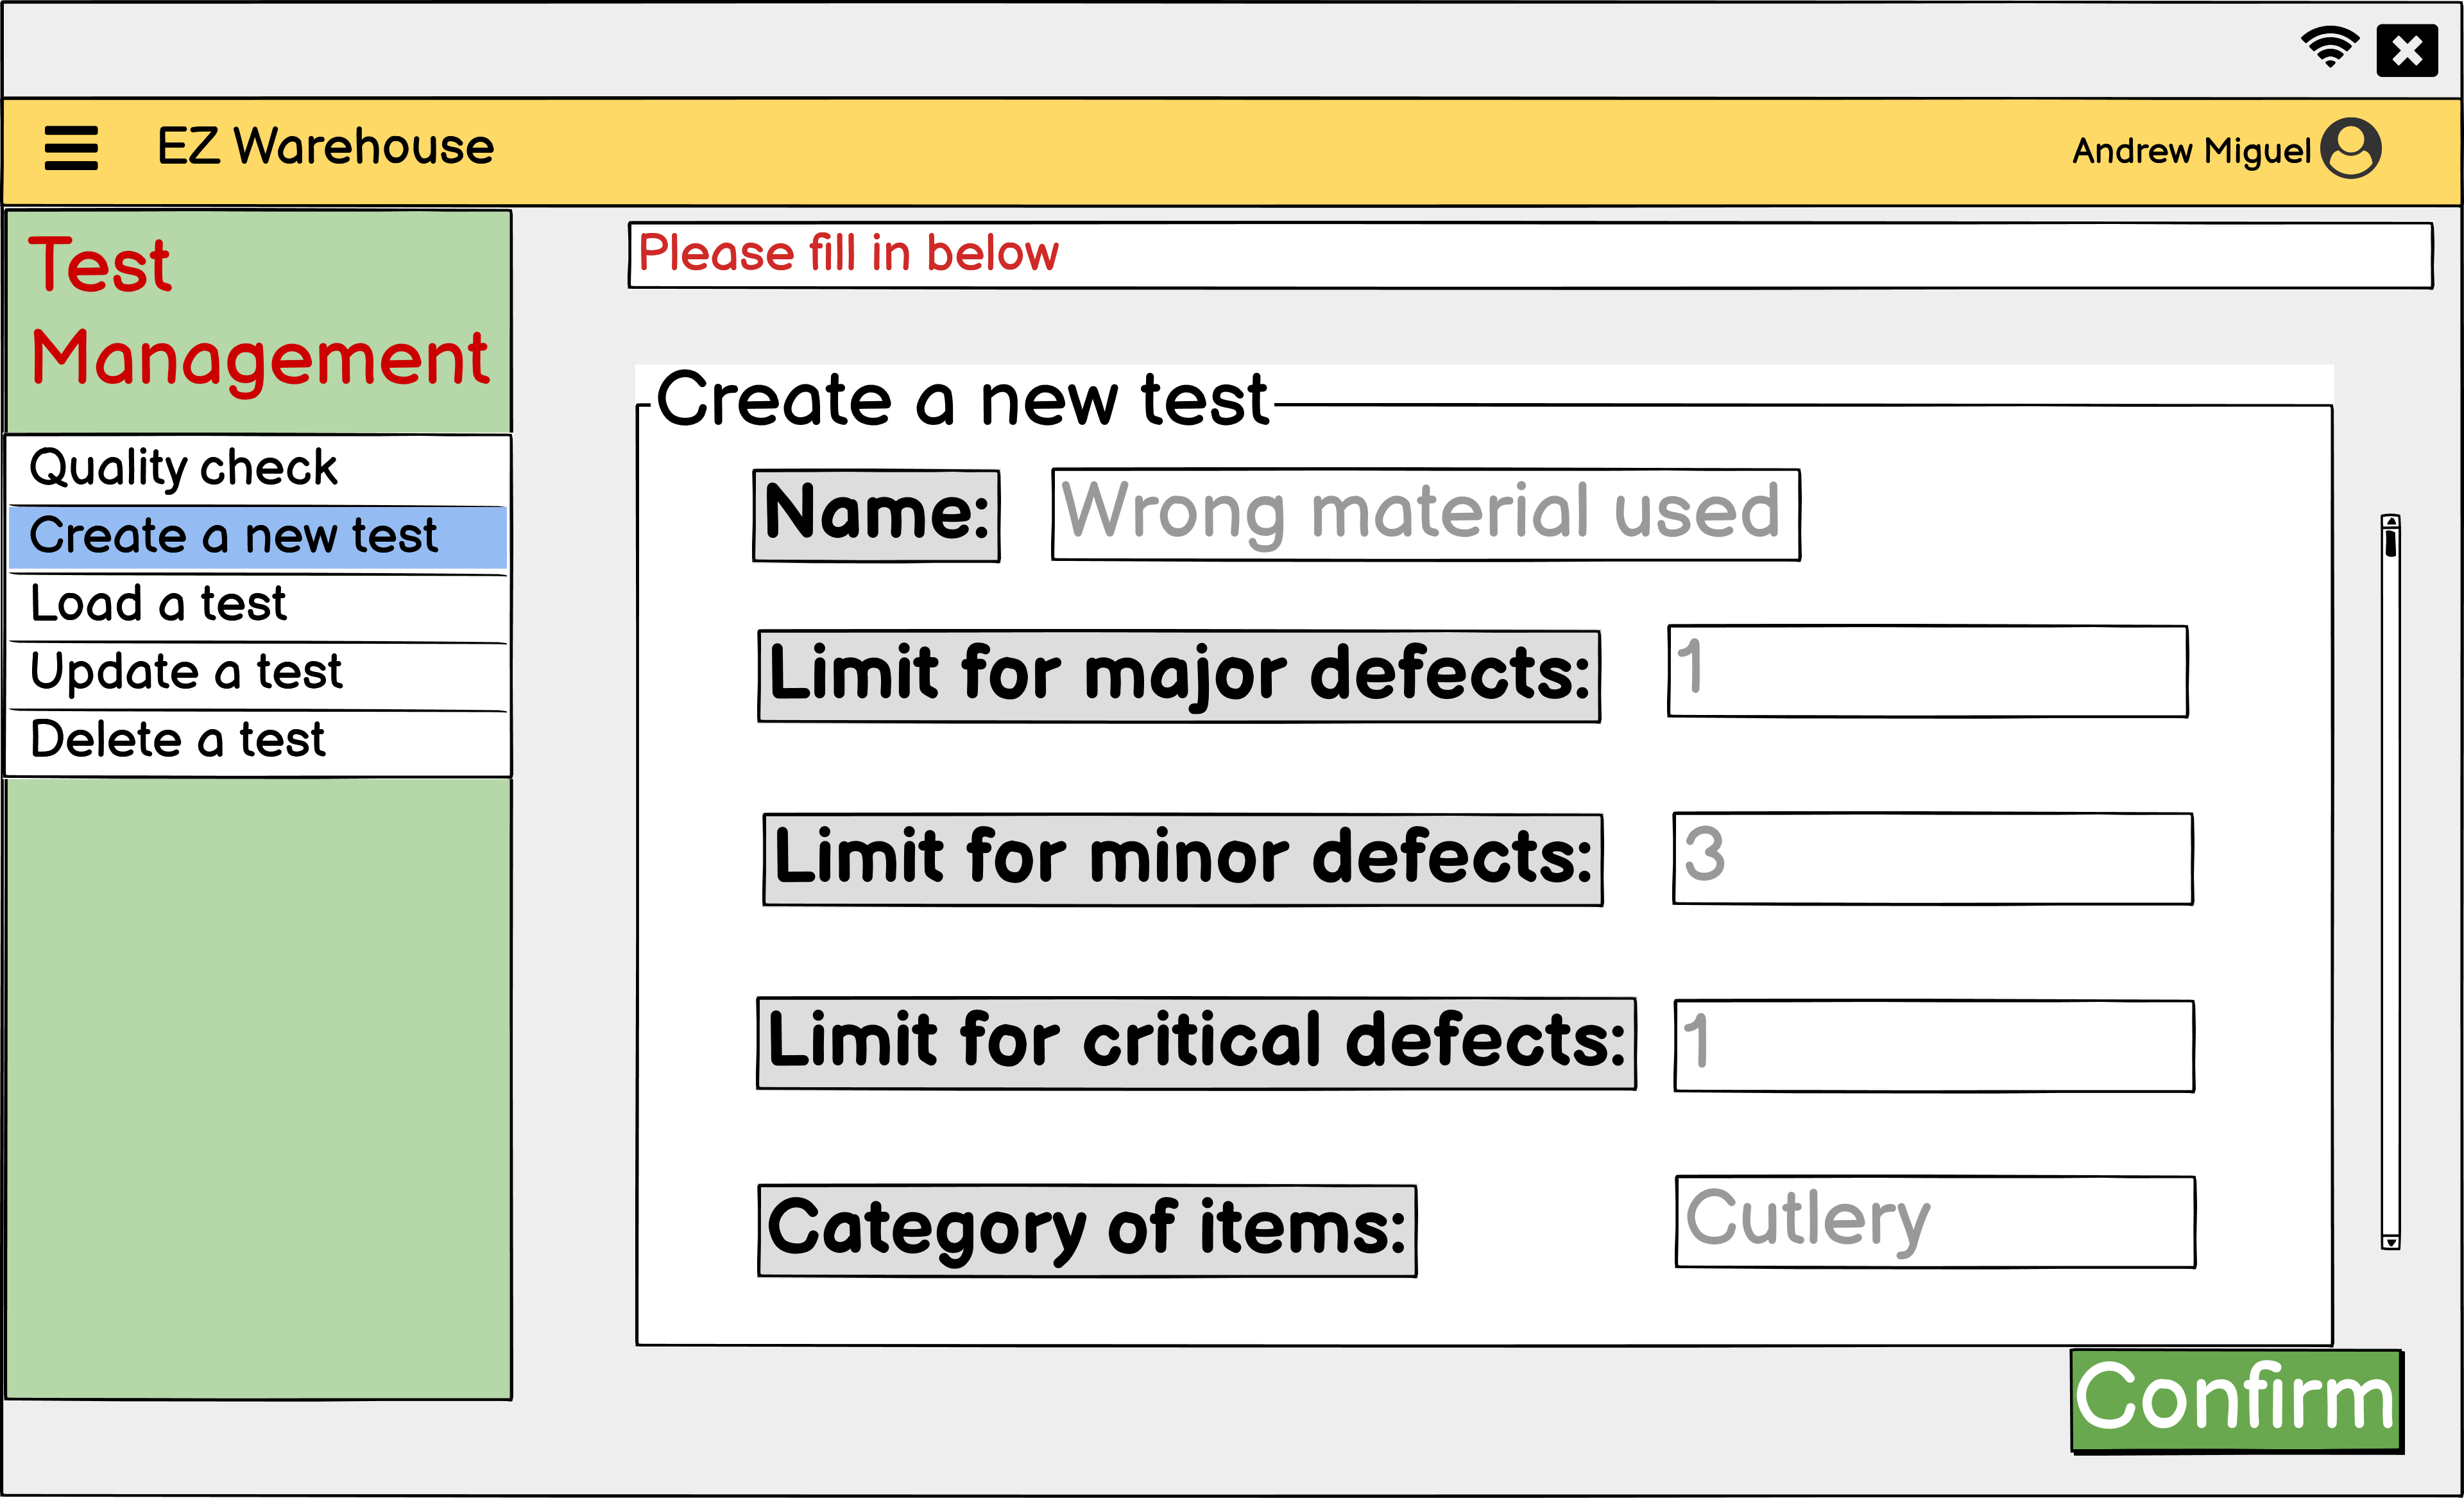 EZ Warehouse
Andrew Miguel
Test
Management
Quality check
Create a new test
Load a test
Update a test
Delete a test
Please fill in below
Create a new test
Name:
Wrong material used
Limit for major defects:
1
Limit for minor defects:
3
Limit for critical defects:
1
Category of items:
Cutlery
Confirm